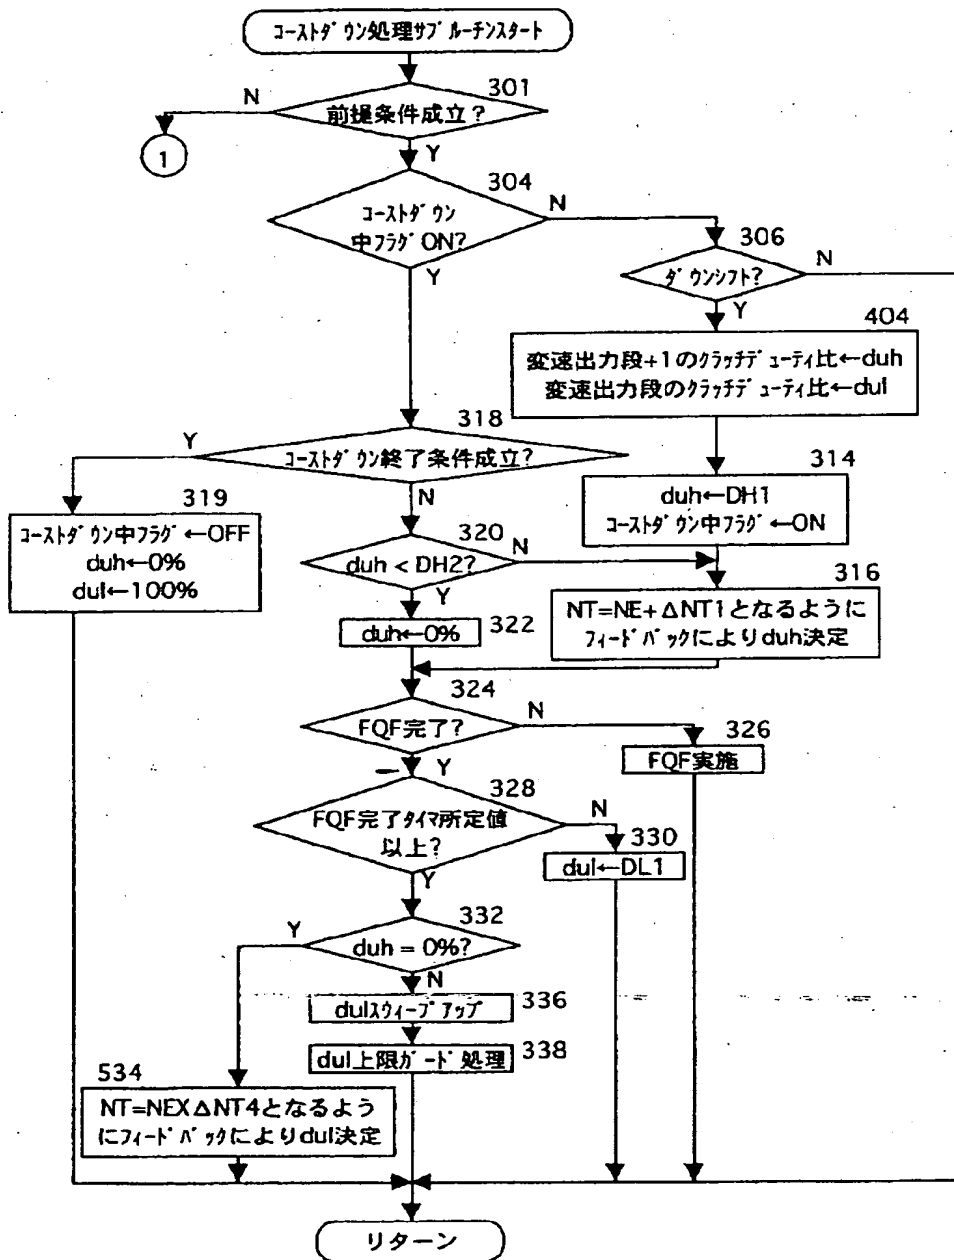 コーストダウン処理サブルーチンスタート
301
N
前提条件成立?
1
Y
304
コーストダウン
中フラグON?
N
Y
306
ダウンシフト?
N
Y
404
変速出力段+1のクラッチデューティ比←duh
変速出力段のクラッチデューティ比←dul
318
Y
コーストダウン終了条件成立?
N
314
duh←DH1
コーストダウン中フラグ←ON
319
コーストダウン中フラグ←OFF
duh←0%
dul←100%
320
duh < DH2?
N
Y
316
NT=NE+ΔNT1となるように
フィードバックによりduh決定
duh←0%
322
324
FQF完了?
N
Y
326
FQF実施
328
FQF完了タイマ所定値
以上?
N
Y
330
dul←DL1
332
Y
duh = 0%?
N
dulスウィープアップ
336
dul上限ガード処理
338
534
NT=NEXΔNT4となるよう
にフィードバックによりdul決定
リターン